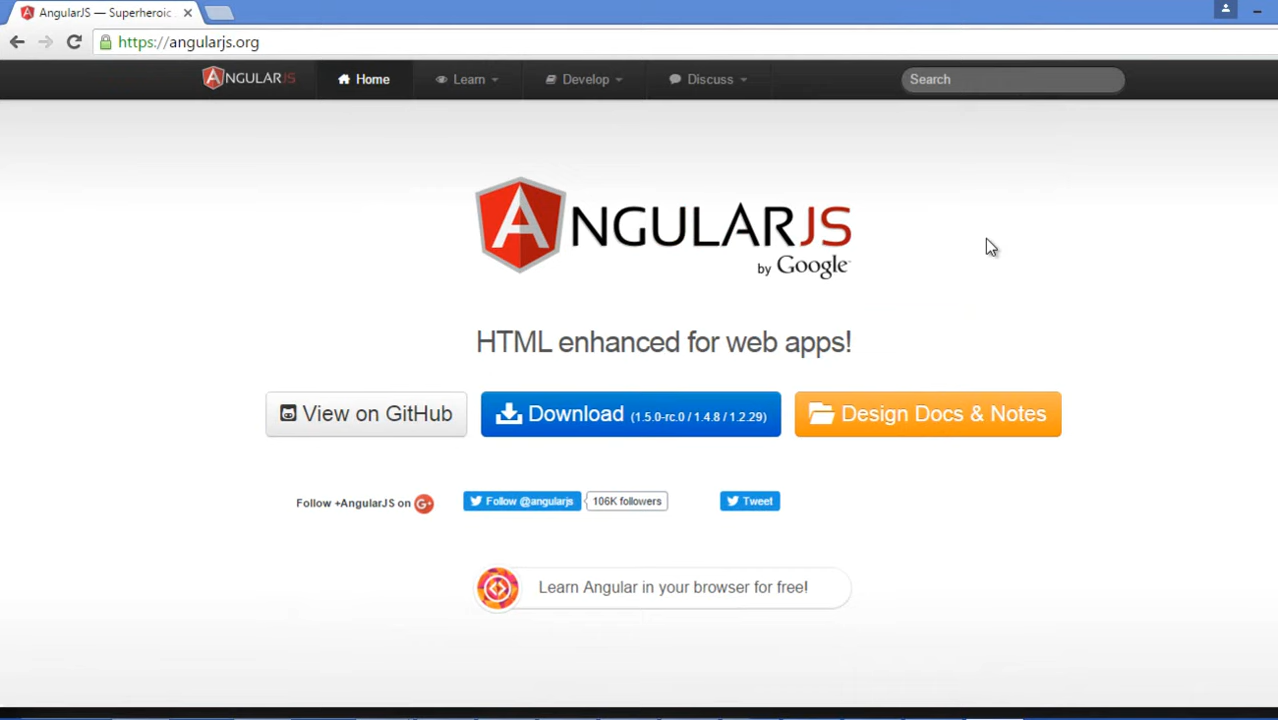 AngularJS — Superheroic
https://angularjs.org
ANGULARJS Home Learn Develop Discuss Search
ANGULARJS
by Google
HTML enhanced for web apps!
View on GitHub Download (1.5.0-rc.0 / 1.4.8 / 1.2.29) Design Docs & Notes
Follow +AngularJS on G+ Follow @angularjs 106K followers Tweet
Learn Angular in your browser for free!